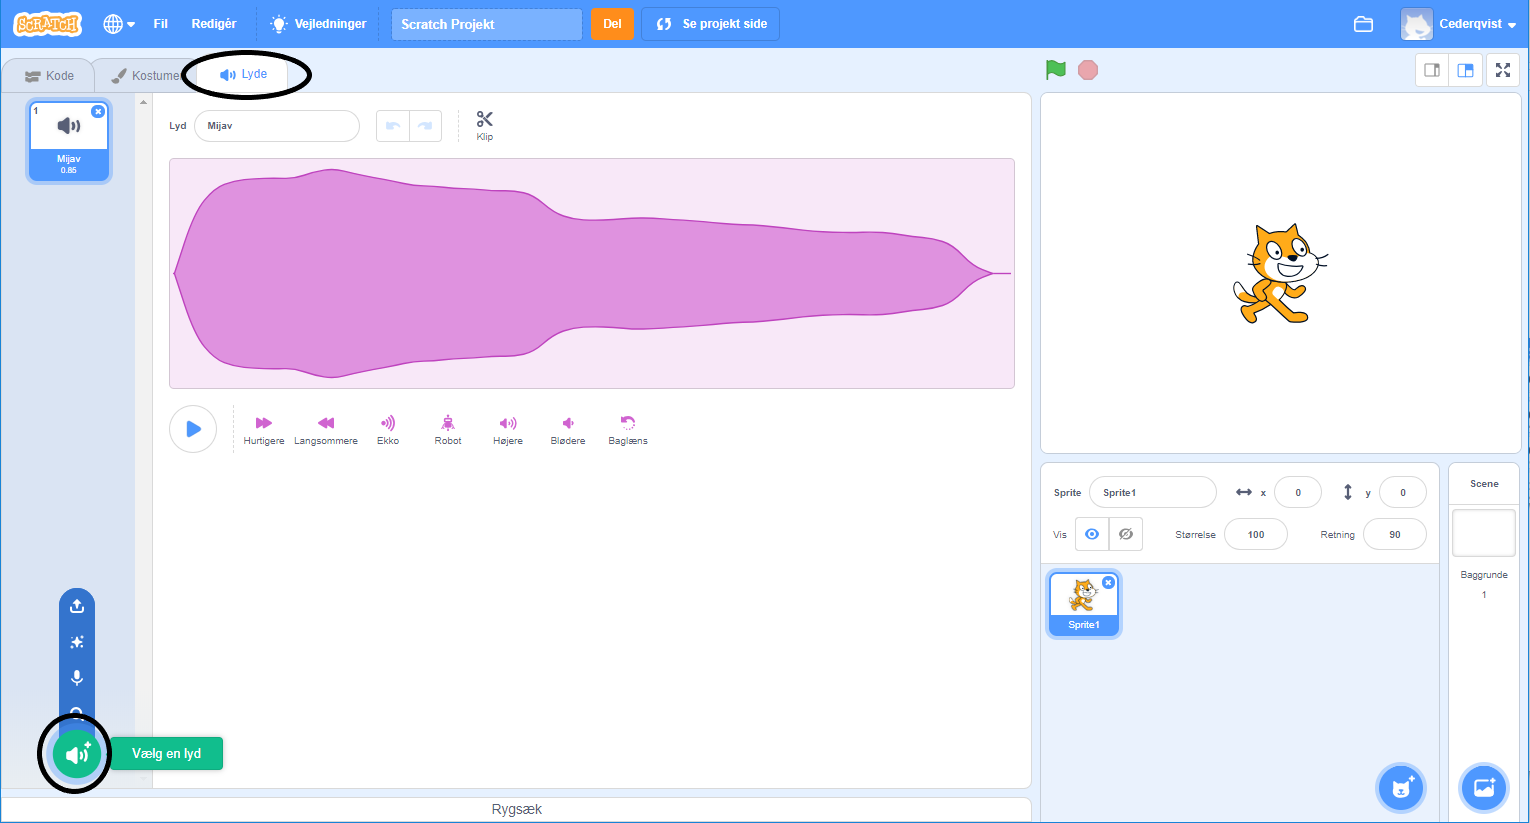 SCRATCH
Fil
Redigér
Vejledninger
Scratch Projekt
Del
Se projekt side
Cederqvist
Kode
Kostume
Lyde
1
Mijav
0.85
Lyd
Mijav
Klip
Hurtigere
Langsommere
Ekko
Robot
Højere
Blødere
Baglæns
Vælg en lyd
Rygsæk
Sprite
Sprite1
x
0
y
0
Vis
Størrelse
100
Retning
90
Sprite1
Scene
Baggrunde
1